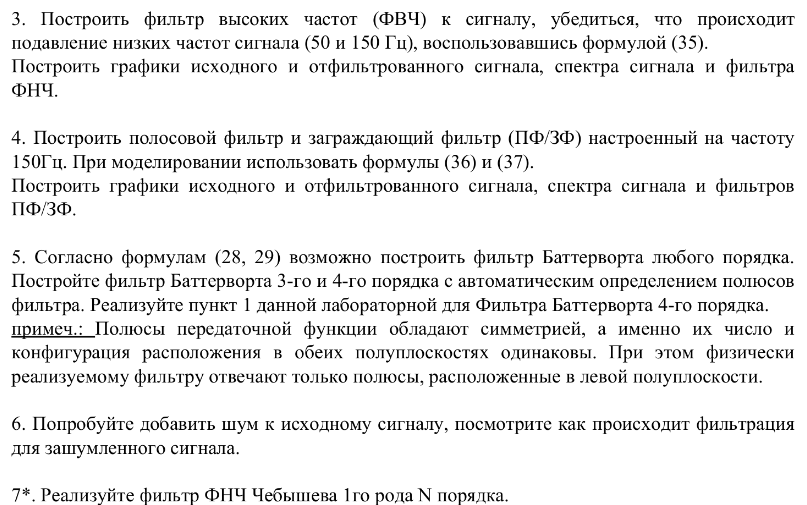 3. Построить фильтр высоких частот (ФВЧ) к сигналу, убедиться, что происходит
подавление низких частот сигнала (50 и 150 Гц), воспользовавшись формулой (35).
Построить графики исходного и отфильтрованного сигнала, спектра сигнала и фильтра
ФНЧ.
4. Построить полосовой фильтр и заграждающий фильтр (ПФ/ЗФ) настроенный на частоту
150Гц. При моделировании использовать формулы (36) и (37).
Построить графики исходного и отфильтрованного сигнала, спектра сигнала и фильтров
ПФ/ЗФ.
5. Согласно формулам (28, 29) возможно построить фильтр Баттерворта любого порядка.
Постройте фильтр Баттерворта 3-го и 4-го порядка с автоматическим определением полюсов
фильтра. Реализуйте пункт 1 данной лабораторной для Фильтра Баттерворта 4-го порядка.
примеч.: Полюсы передаточной функции обладают симметрией, а именно их число и
конфигурация расположения в обеих полуплоскостях одинаковы. При этом физически
реализуемому фильтру отвечают только полюсы, расположенные в левой полуплоскости.
6. Попробуйте добавить шум к исходному сигналу, посмотрите как происходит фильтрация
для зашумленного сигнала.
7*. Реализуйте фильтр ФНЧ Чебышева 1го рода N порядка.